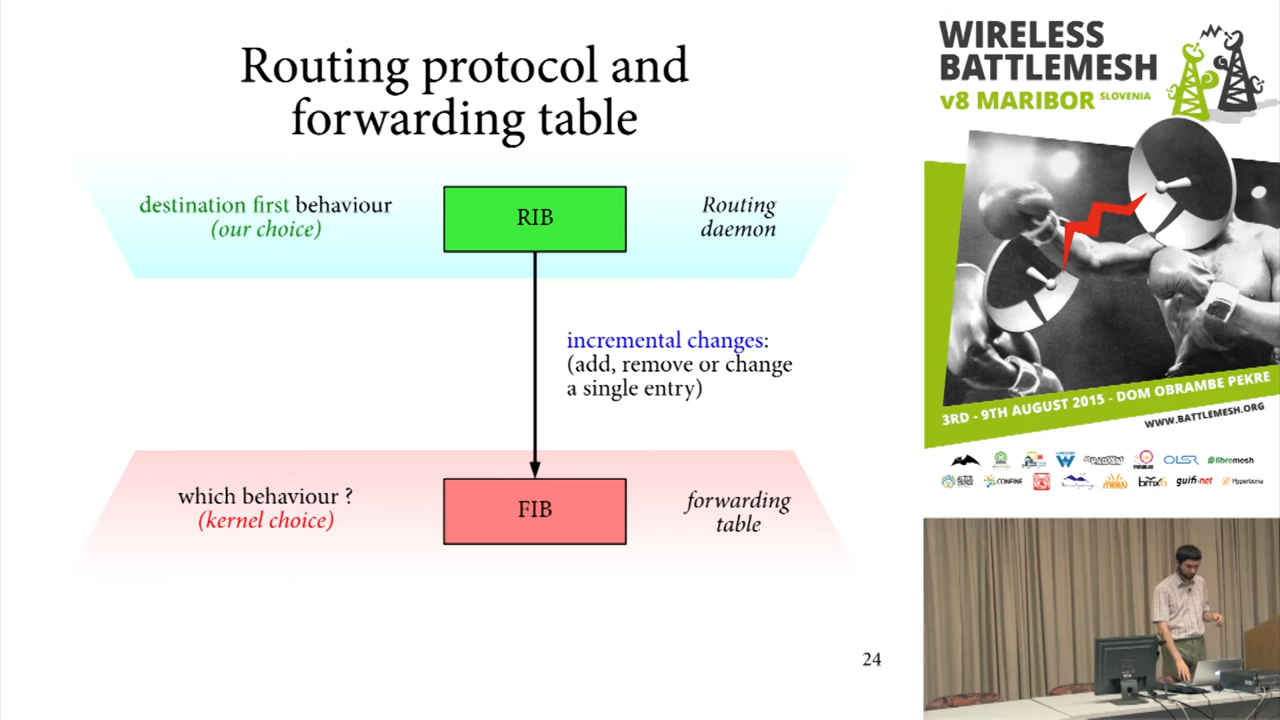 Routing protocol and
forwarding table
destination first behaviour
(our choice)
RIB
Routing
daemon
incremental changes:
(add, remove or change
a single entry)
which behaviour ?
(kernel choice)
FIB
forwarding
table
24
WIRELESS
BATTLEMESH
v8 MARIBOR SLOVENIA
3RD - 9TH AUGUST 2015 - DOM OBRAMBE PEKRE
WWW.BATTLEMESH.ORG
OLSR
libremesh
CONFINE
bmx6
guifi·net
Hyperboria